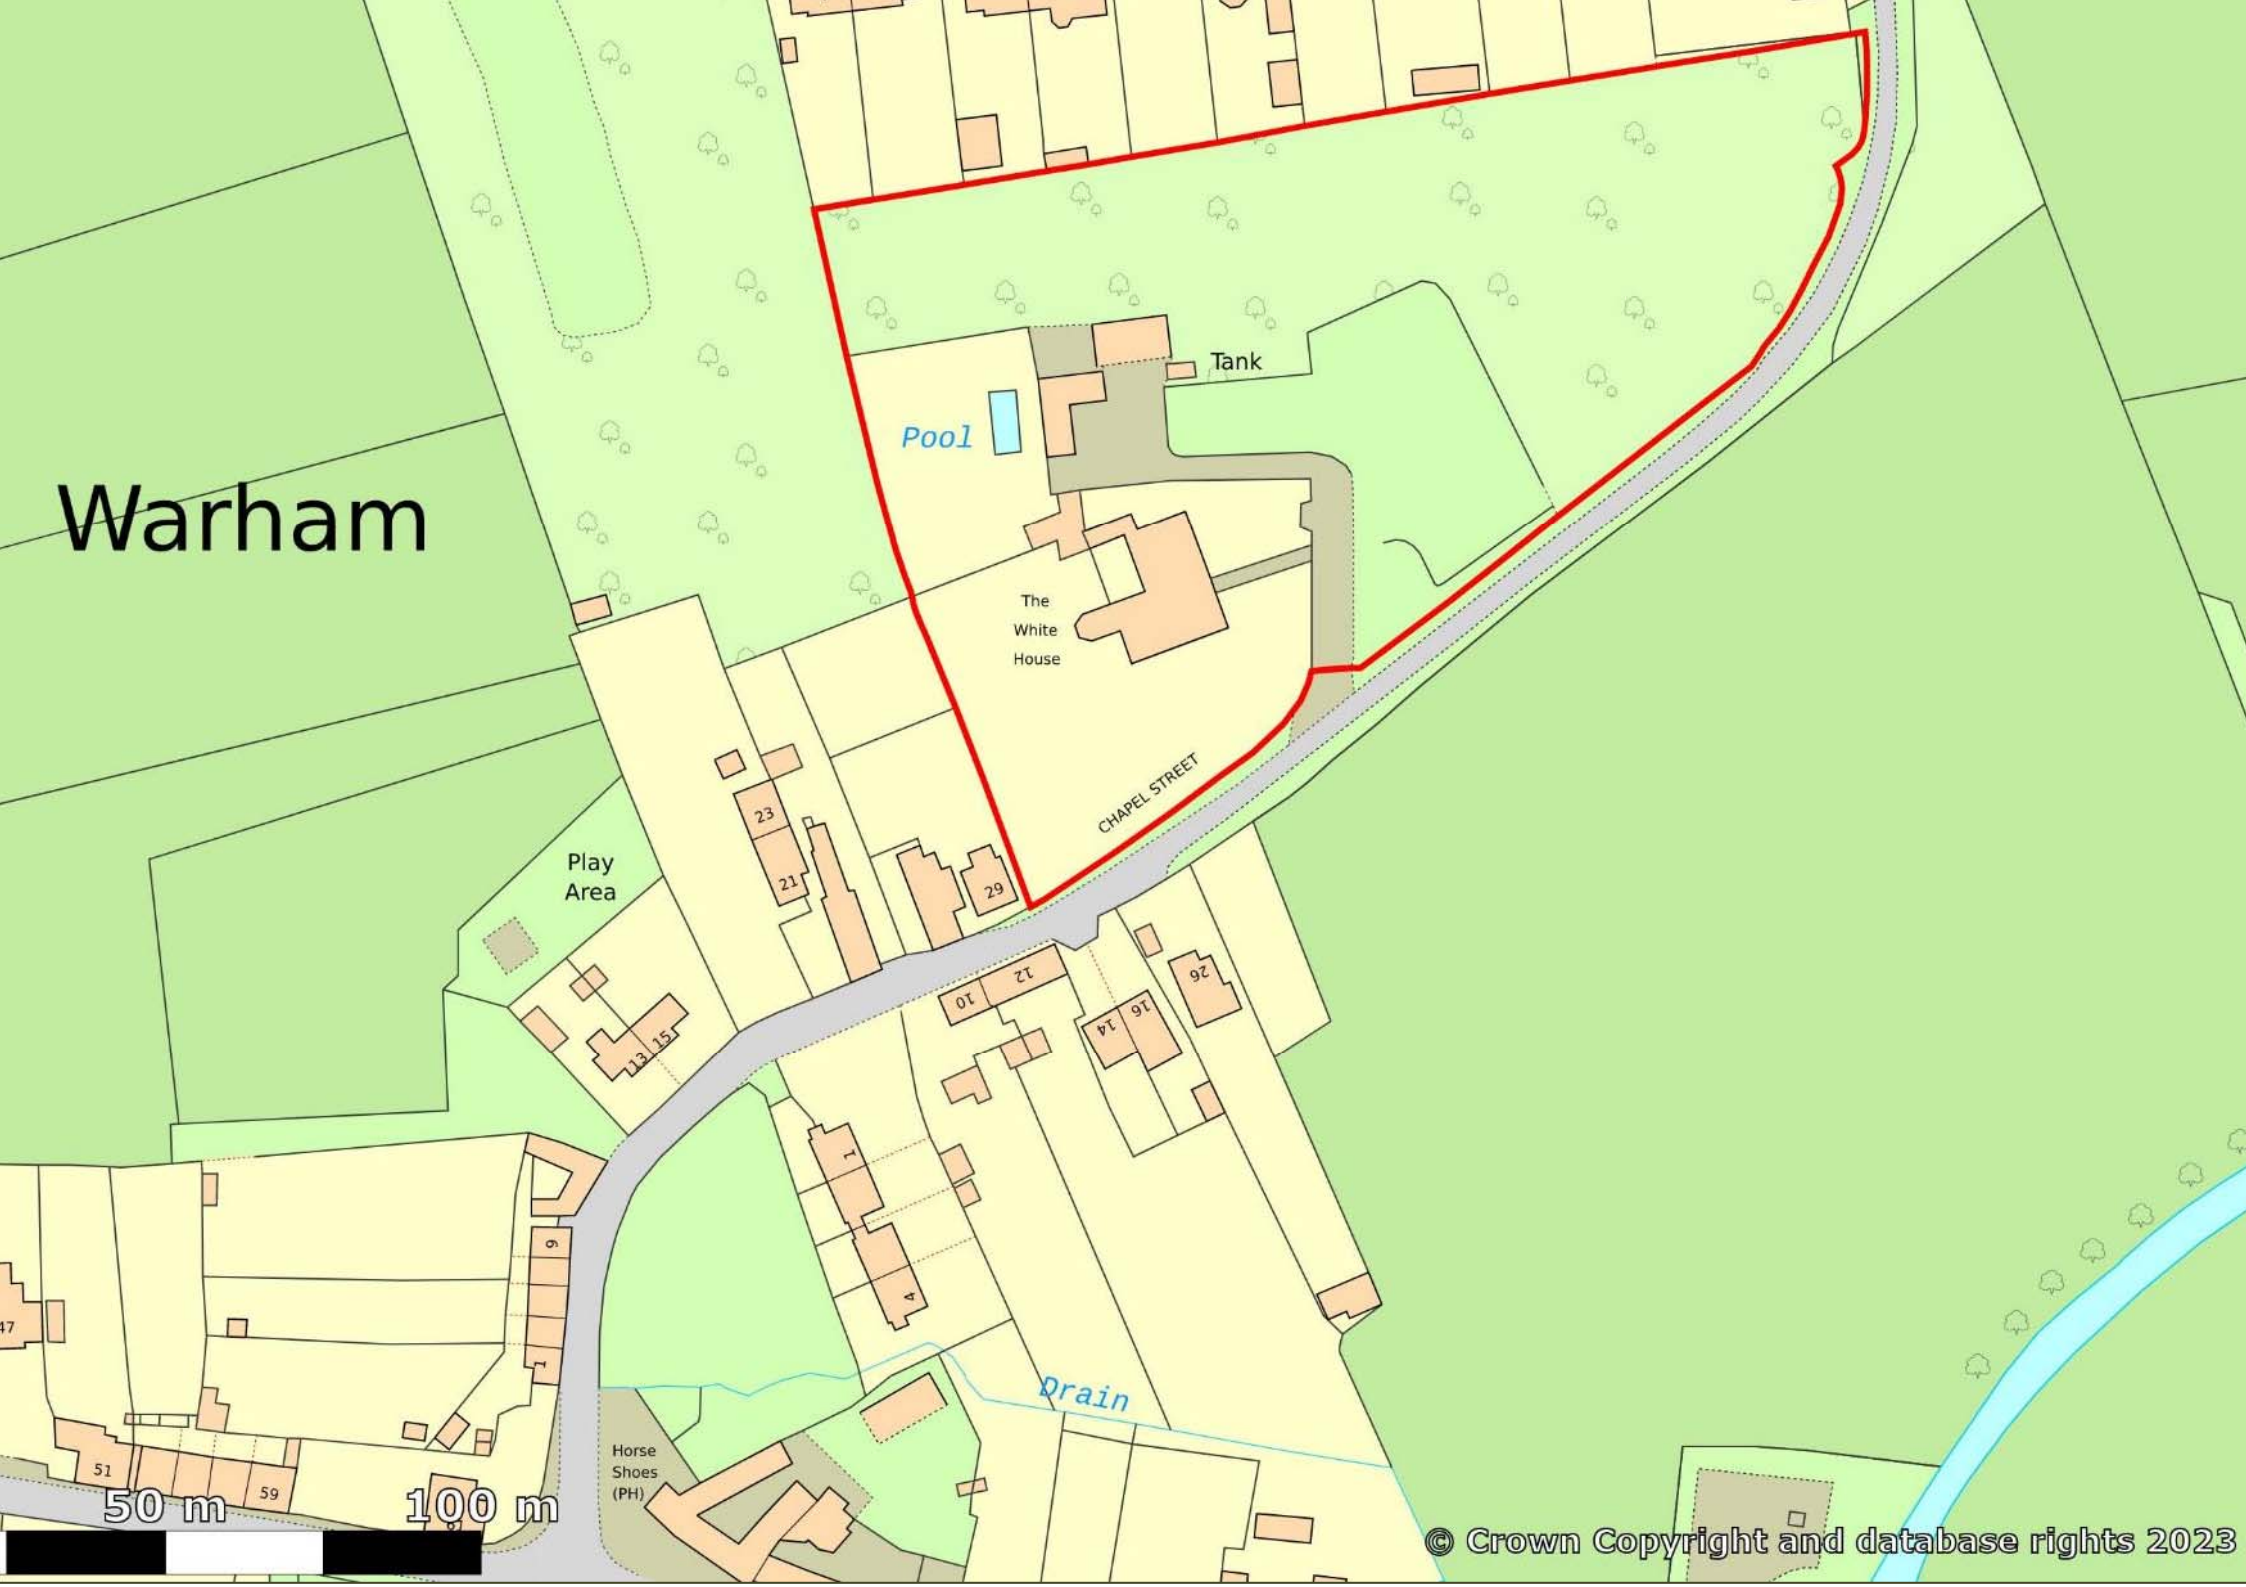 Tank
Pool
Warham
The
White
House
CHAPEL STREET
23
21
29
Play
Area
12
10
26
16
14
15
13
1
4
9
1
47
Drain
Horse
Shoes
(PH)
51
59
50 m
100 m
© Crown Copyright and database rights 2023